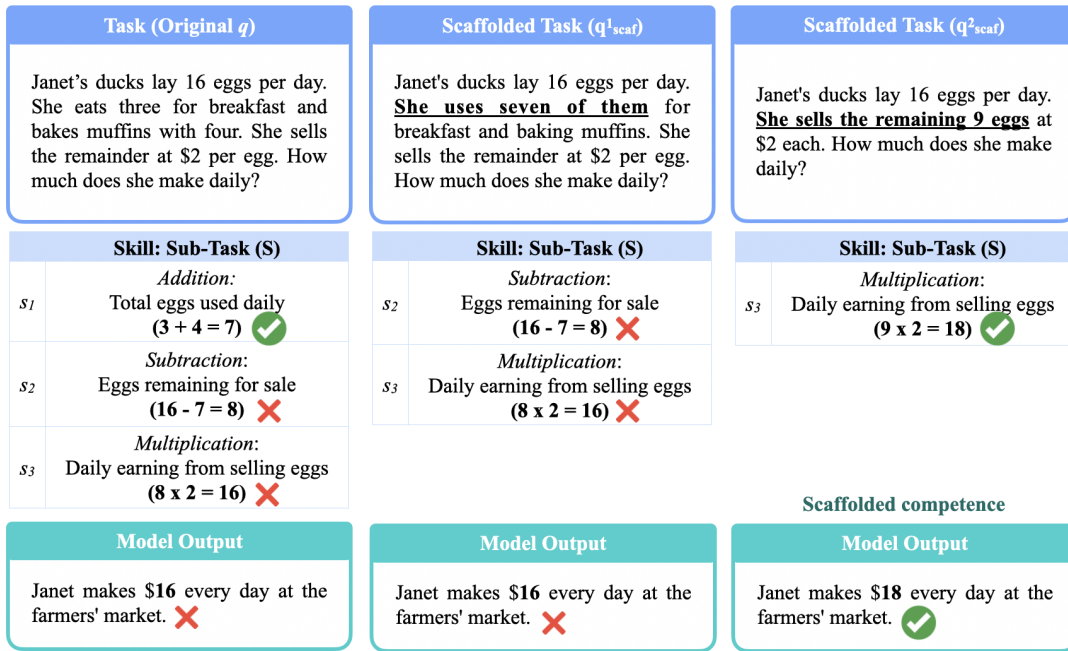 Task (Original q)
Janet’s ducks lay 16 eggs per day.
She eats three for breakfast and
bakes muffins with four. She sells
the remainder at $2 per egg. How
much does she make daily?
Skill: Sub-Task (S)
s1
Addition:
Total eggs used daily
(3 + 4 = 7)
s2
Subtraction:
Eggs remaining for sale
(16 - 7 = 8)
s3
Multiplication:
Daily earning from selling eggs
(8 x 2 = 16)
Model Output
Janet makes $16 every day at the
farmers' market.
Scaffolded Task (q¹scaf)
Janet's ducks lay 16 eggs per day.
She uses seven of them for
breakfast and baking muffins. She
sells the remainder at $2 per egg.
How much does she make daily?
Skill: Sub-Task (S)
s2
Subtraction:
Eggs remaining for sale
(16 - 7 = 8)
s3
Multiplication:
Daily earning from selling eggs
(8 x 2 = 16)
Model Output
Janet makes $16 every day at the
farmers' market.
Scaffolded Task (q²scaf)
Janet's ducks lay 16 eggs per day.
She sells the remaining 9 eggs at
$2 each. How much does she make
daily?
Skill: Sub-Task (S)
s3
Multiplication:
Daily earning from selling eggs
(9 x 2 = 18)
Scaffolded competence
Model Output
Janet makes $18 every day at the
farmers' market.